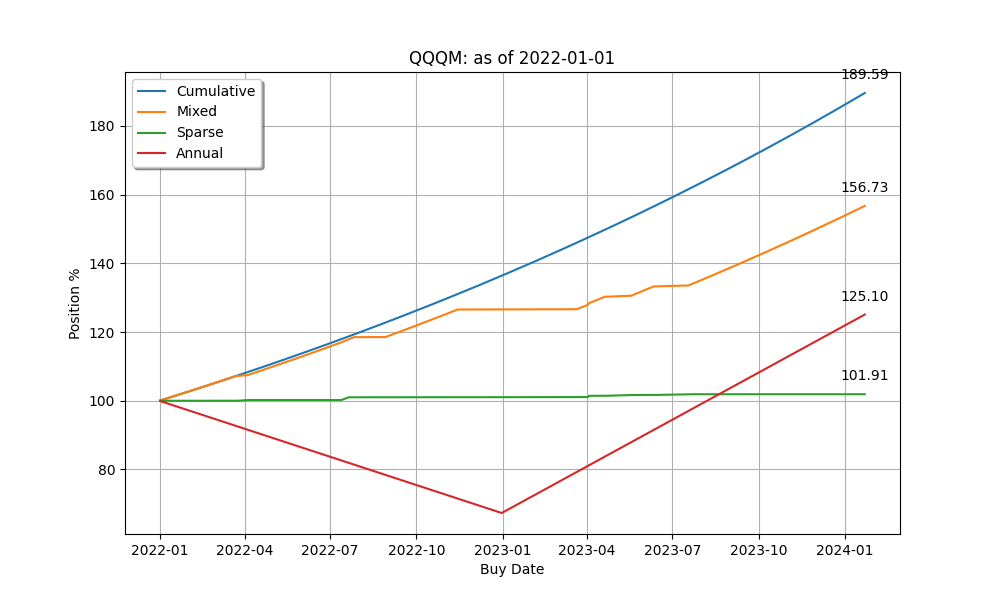 QQQM: as of 2022-01-01
Cumulative
Mixed
Sparse
Annual
189.59
156.73
125.10
101.91
180
160
140
120
100
80
Position %
2022-01 2022-04 2022-07 2022-10 2023-01 2023-04 2023-07 2023-10 2024-01
Buy Date